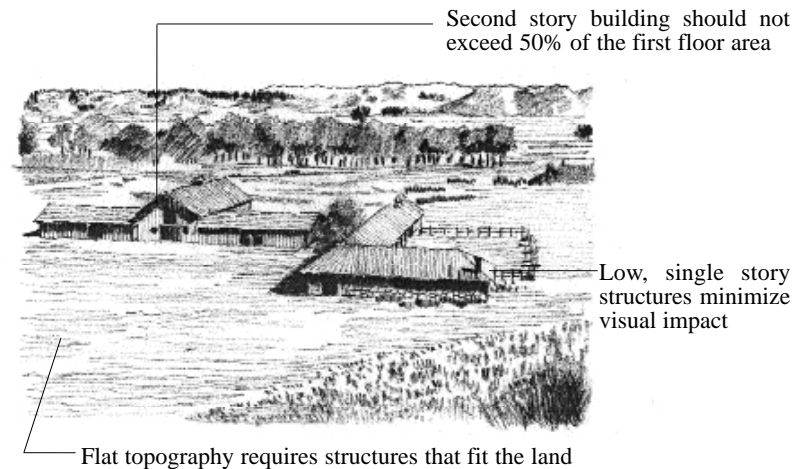 Second story building should not
exceed 50% of the first floor area
Low, single story
structures minimize
visual impact
Flat topography requires structures that fit the land